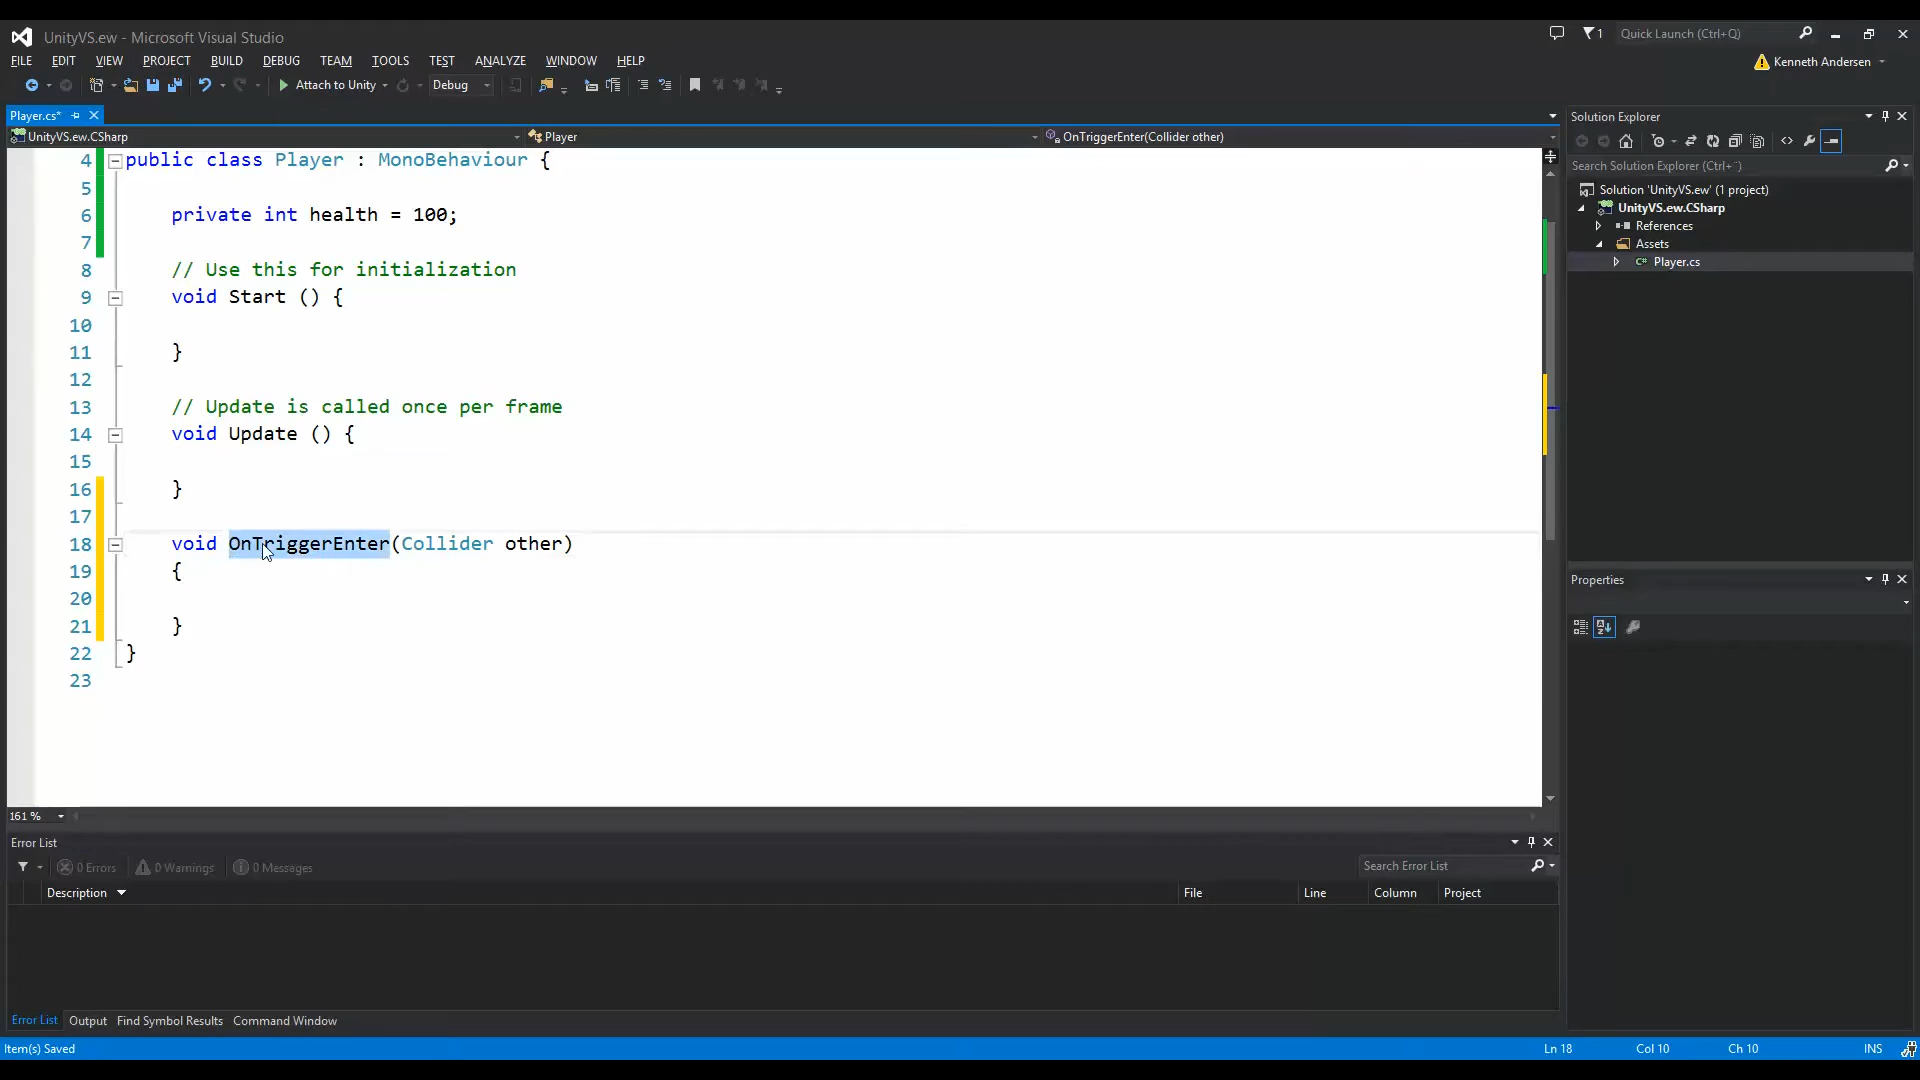 UnityVS.ew - Microsoft Visual Studio
1
Quick Launch (Ctrl+Q)
FILE EDIT VIEW PROJECT BUILD DEBUG TEAM TOOLS TEST ANALYZE WINDOW HELP
Kenneth Andersen
Attach to Unity
Debug
Player.cs*
UnityVS.ew.CSharp
Player
OnTriggerEnter(Collider other)
4 public class Player : MonoBehaviour {
5
6 private int health = 100;
7
8 // Use this for initialization
9 void Start () {
10
11 }
12
13 // Update is called once per frame
14 void Update () {
15
16 }
17
18 void OnTriggerEnter(Collider other)
19 {
20
21 }
22 }
23
161 %
Solution Explorer
Search Solution Explorer (Ctrl+¨)
Solution 'UnityVS.ew' (1 project)
UnityVS.ew.CSharp
References
Assets
C# Player.cs
Properties
Error List
0 Errors
0 Warnings
0 Messages
Search Error List
Description File Line Column Project
Error List Output Find Symbol Results Command Window
Item(s) Saved
Ln 18 Col 10 Ch 10 INS